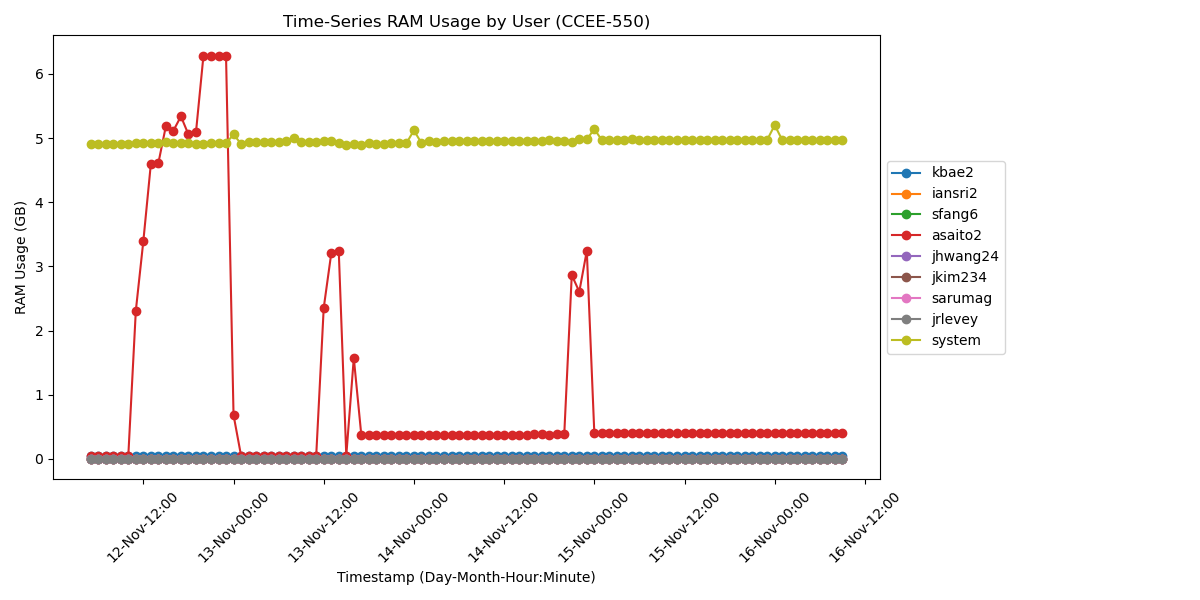 Time-Series RAM Usage by User (CCEE-550)
RAM Usage (GB)
6
5
4
3
2
1
0
12-Nov-12:00
13-Nov-00:00
13-Nov-12:00
14-Nov-00:00
14-Nov-12:00
15-Nov-00:00
15-Nov-12:00
16-Nov-00:00
16-Nov-12:00
Timestamp (Day-Month-Hour:Minute)
kbae2
iansri2
sfang6
asaito2
jhwang24
jkim234
sarumag
jrlevey
system